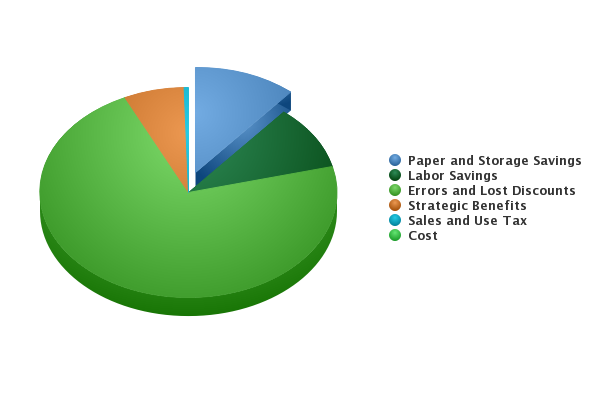 Paper and Storage Savings
Labor Savings
Errors and Lost Discounts
Strategic Benefits
Sales and Use Tax
Cost